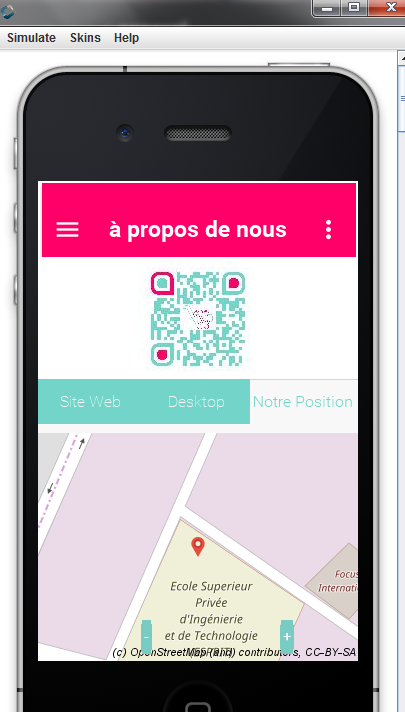 Simulate Skins Help
à propos de nous
Site Web Desktop Notre Position
Focus
Ecole Superieur
Privée
d'Ingénierie
et de Technologie
- +
(c) OpenStreetMap (and) contributors, CC-BY-SA